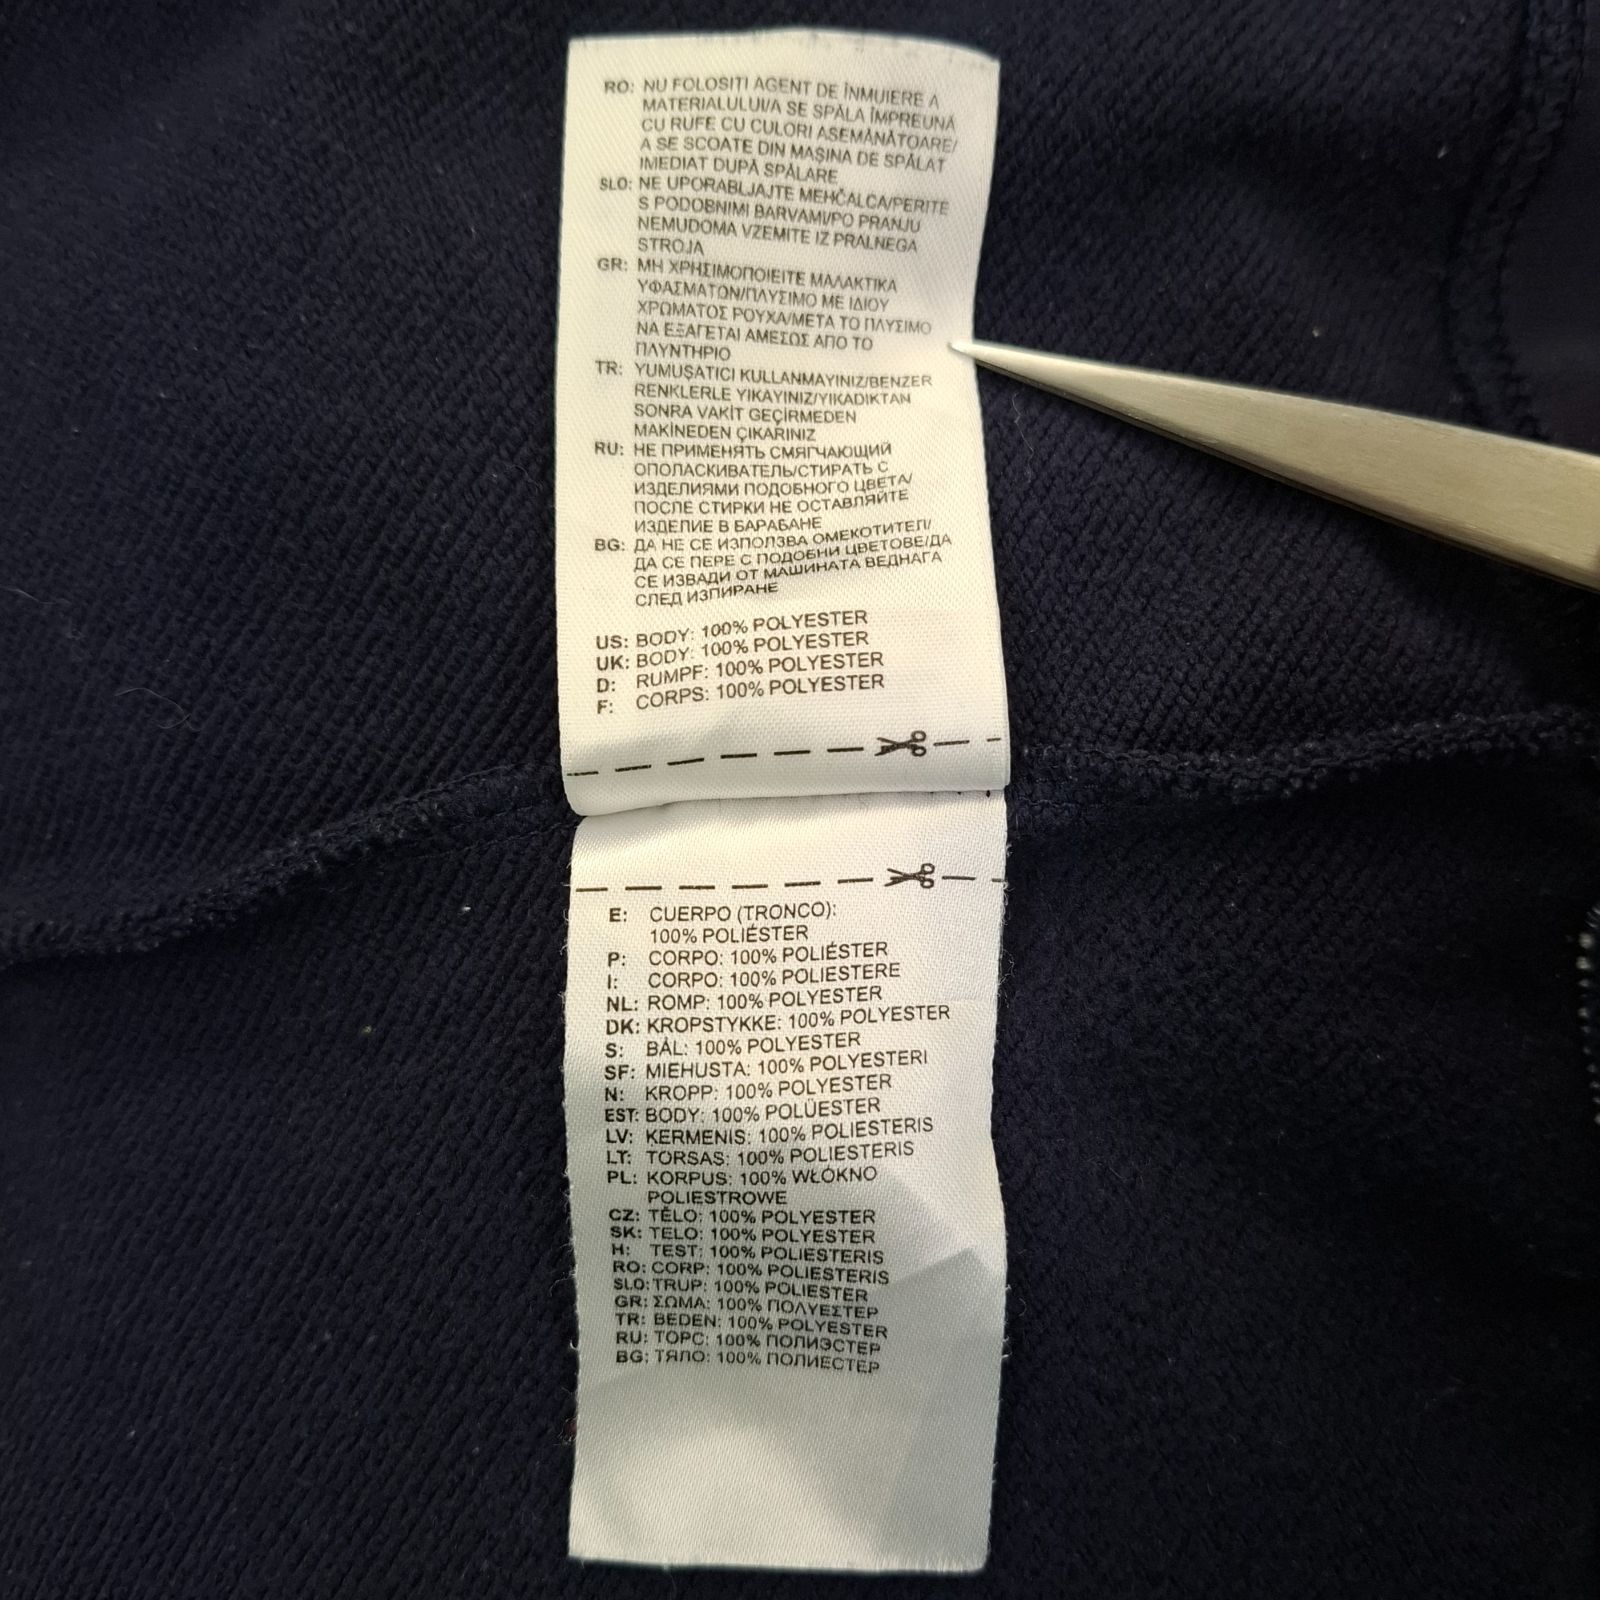 RO: NU FOLOSITI AGENT DE ÎNMUIERE A
MATERIALULUI/A SE SPĂLA ÎMPREUNĂ
CU RUFE CU CULORI ASEMĂNĂTOARE/
A SE SCOATE DIN MAŞINA DE SPĂLAT
IMEDIAT DUPĂ SPĂLARE
SLO: NE UPORABLJAJTE MEHČALCA/PERITE
S PODOBNIMI BARVAMI/PO PRANJU
NEMUDOMA VZEMITE IZ PRALNEGA
STROJA
GR: ΜΗ ΧΡΗΣΙΜΟΠΟΙΕΙΤΕ ΜΑΛΑΚΤΙΚΑ
ΥΦΑΣΜΑΤΩΝ/ΠΛΥΣΙΜΟ ΜΕ ΙΔΙΟΥ
ΧΡΩΜΑΤΟΣ ΡΟΥΧΑ/ΜΕΤΑ ΤΟ ΠΛΥΣΙΜΟ
ΝΑ ΕΞΑΓΕΤΑΙ ΑΜΕΣΩΣ ΑΠΟ ΤΟ
ΠΛΥΝΤΗΡΙΟ
TR: YUMUŞATICI KULLANMAYINIZ/BENZER
RENKLERLE YIKAYINIZ/YIKADIKTAN
SONRA VAKİT GEÇİRMEDEN
MAKİNEDEN ÇIKARINIZ
RU: НЕ ПРИМЕНЯТЬ СМЯГЧАЮЩИЙ
ОПОЛАСКИВАТЕЛЬ/СТИРАТЬ С
ИЗДЕЛИЯМИ ПОДОБНОГО ЦВЕТА/
ПОСЛЕ СТИРКИ НЕ ОСТАВЛЯЙТЕ
ИЗДЕЛИЕ В БАРАБАНЕ
BG: ДА НЕ СЕ ИЗПОЛЗВА ОМЕКОТИТЕЛ/
ДА СЕ ПЕРЕ С ПОДОБНИ ЦВЕТОВЕ/ДА
СЕ ИЗВАДИ ОТ МАШИНАТА ВЕДНАГА
СЛЕД ИЗПИРАНЕ
US: BODY: 100% POLYESTER
UK: BODY: 100% POLYESTER
D: RUMPF: 100% POLYESTER
F: CORPS: 100% POLYESTER
E: CUERPO (TRONCO):
100% POLIÉSTER
P: CORPO: 100% POLIÉSTER
I: CORPO: 100% POLIESTERE
NL: ROMP: 100% POLYESTER
DK: KROPSTYKKE: 100% POLYESTER
S: BÅL: 100% POLYESTER
SF: MIEHUSTA: 100% POLYESTERI
N: KROPP: 100% POLYESTER
EST: BODY: 100% POLÜESTER
LV: ĶERMENIS: 100% POLIESTERIS
LT: TORSAS: 100% POLIESTERIS
PL: KORPUS: 100% WŁÓKNO
POLIESTROWE
CZ: TĚLO: 100% POLYESTER
SK: TELO: 100% POLYESTER
H: TEST: 100% POLIESTERIS
RO: CORP: 100% POLIESTERIS
SLO: TRUP: 100% POLIESTER
GR: ΣΩΜΑ: 100% ΠΟΛΥΕΣΤΕΡ
TR: BEDEN: 100% POLYESTER
RU: ТОРС: 100% ПОЛИЭСТЕР
BG: ТЯЛО: 100% ПОЛИЕСТЕР